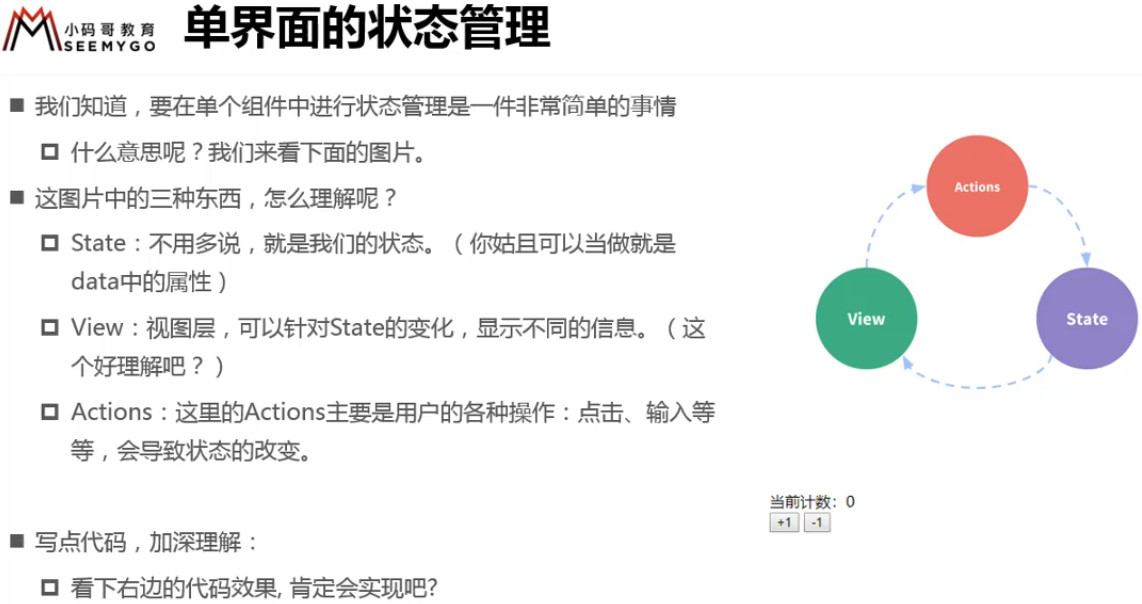 小码哥教育
SEEMYGO
单界面的状态管理
我们知道，要在单个组件中进行状态管理是一件非常简单的事情
什么意思呢？我们来看下面的图片。
这图片中的三种东西，怎么理解呢？
State：不用多说，就是我们的状态。（你姑且可以当做就是
data中的属性）
View：视图层，可以针对State的变化，显示不同的信息。（这
个好理解吧？）
Actions：这里的Actions主要是用户的各种操作：点击、输入等
等，会导致状态的改变。
写点代码，加深理解：
看下右边的代码效果, 肯定会实现吧?
Actions
View
State
当前计数：0
+1 -1